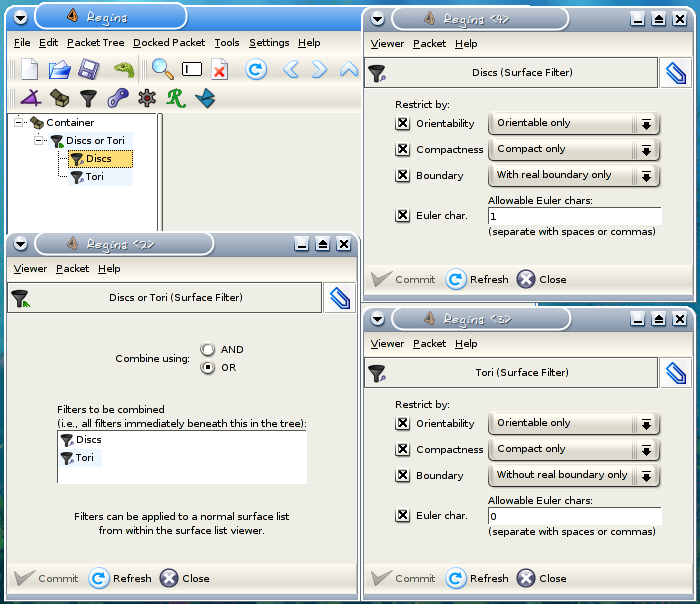 Regina
File Edit Packet Tree Docked Packet Tools Settings Help
Container
Discs or Tori
Discs
Tori
Regina <4>
Viewer Packet Help
Discs (Surface Filter)
Restrict by:
Orientability Orientable only
Compactness Compact only
Boundary With real boundary only
Allowable Euler chars:
Euler char. 1
(separate with spaces or commas)
Commit Refresh Close
Regina <2>
Viewer Packet Help
Discs or Tori (Surface Filter)
Combine using: AND
OR
Filters to be combined
(i.e., all filters immediately beneath this in the tree):
Discs
Tori
Filters can be applied to a normal surface list
from within the surface list viewer.
Commit Refresh Close
Regina <3>
Viewer Packet Help
Tori (Surface Filter)
Restrict by:
Orientability Orientable only
Compactness Compact only
Boundary Without real boundary only
Allowable Euler chars:
Euler char. 0
(separate with spaces or commas)
Commit Refresh Close